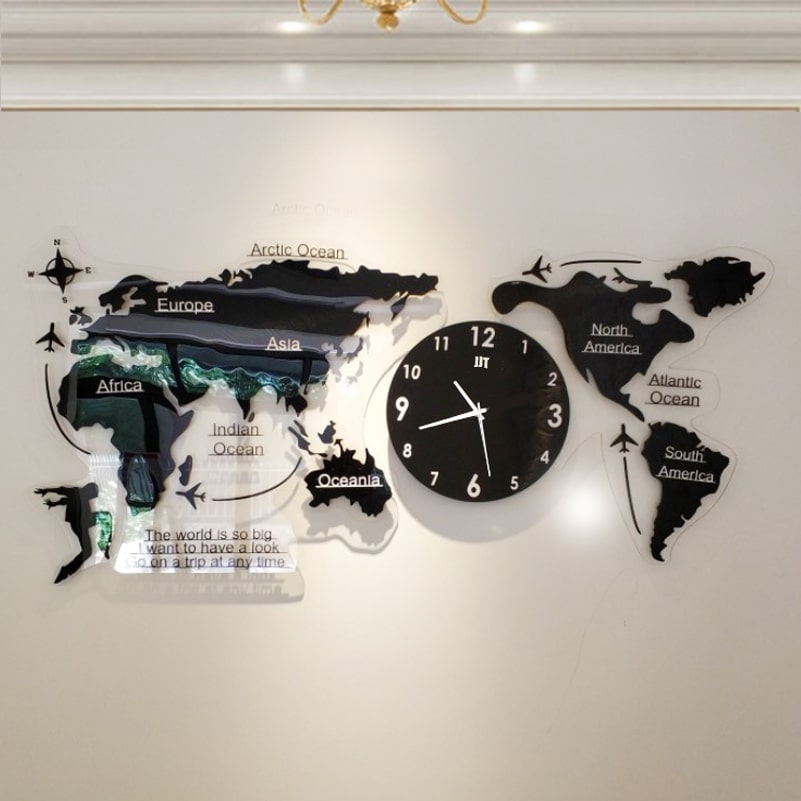 Arctic Ocean
N
W E
S
Europe
Asia
Africa
Indian
Ocean
Oceania
The world is so big
I want to have a look
Go on a trip at any time
12
1
2
3
4
5
6
7
8
9
10
11
JJT
North
America
Atlantic
Ocean
South
America